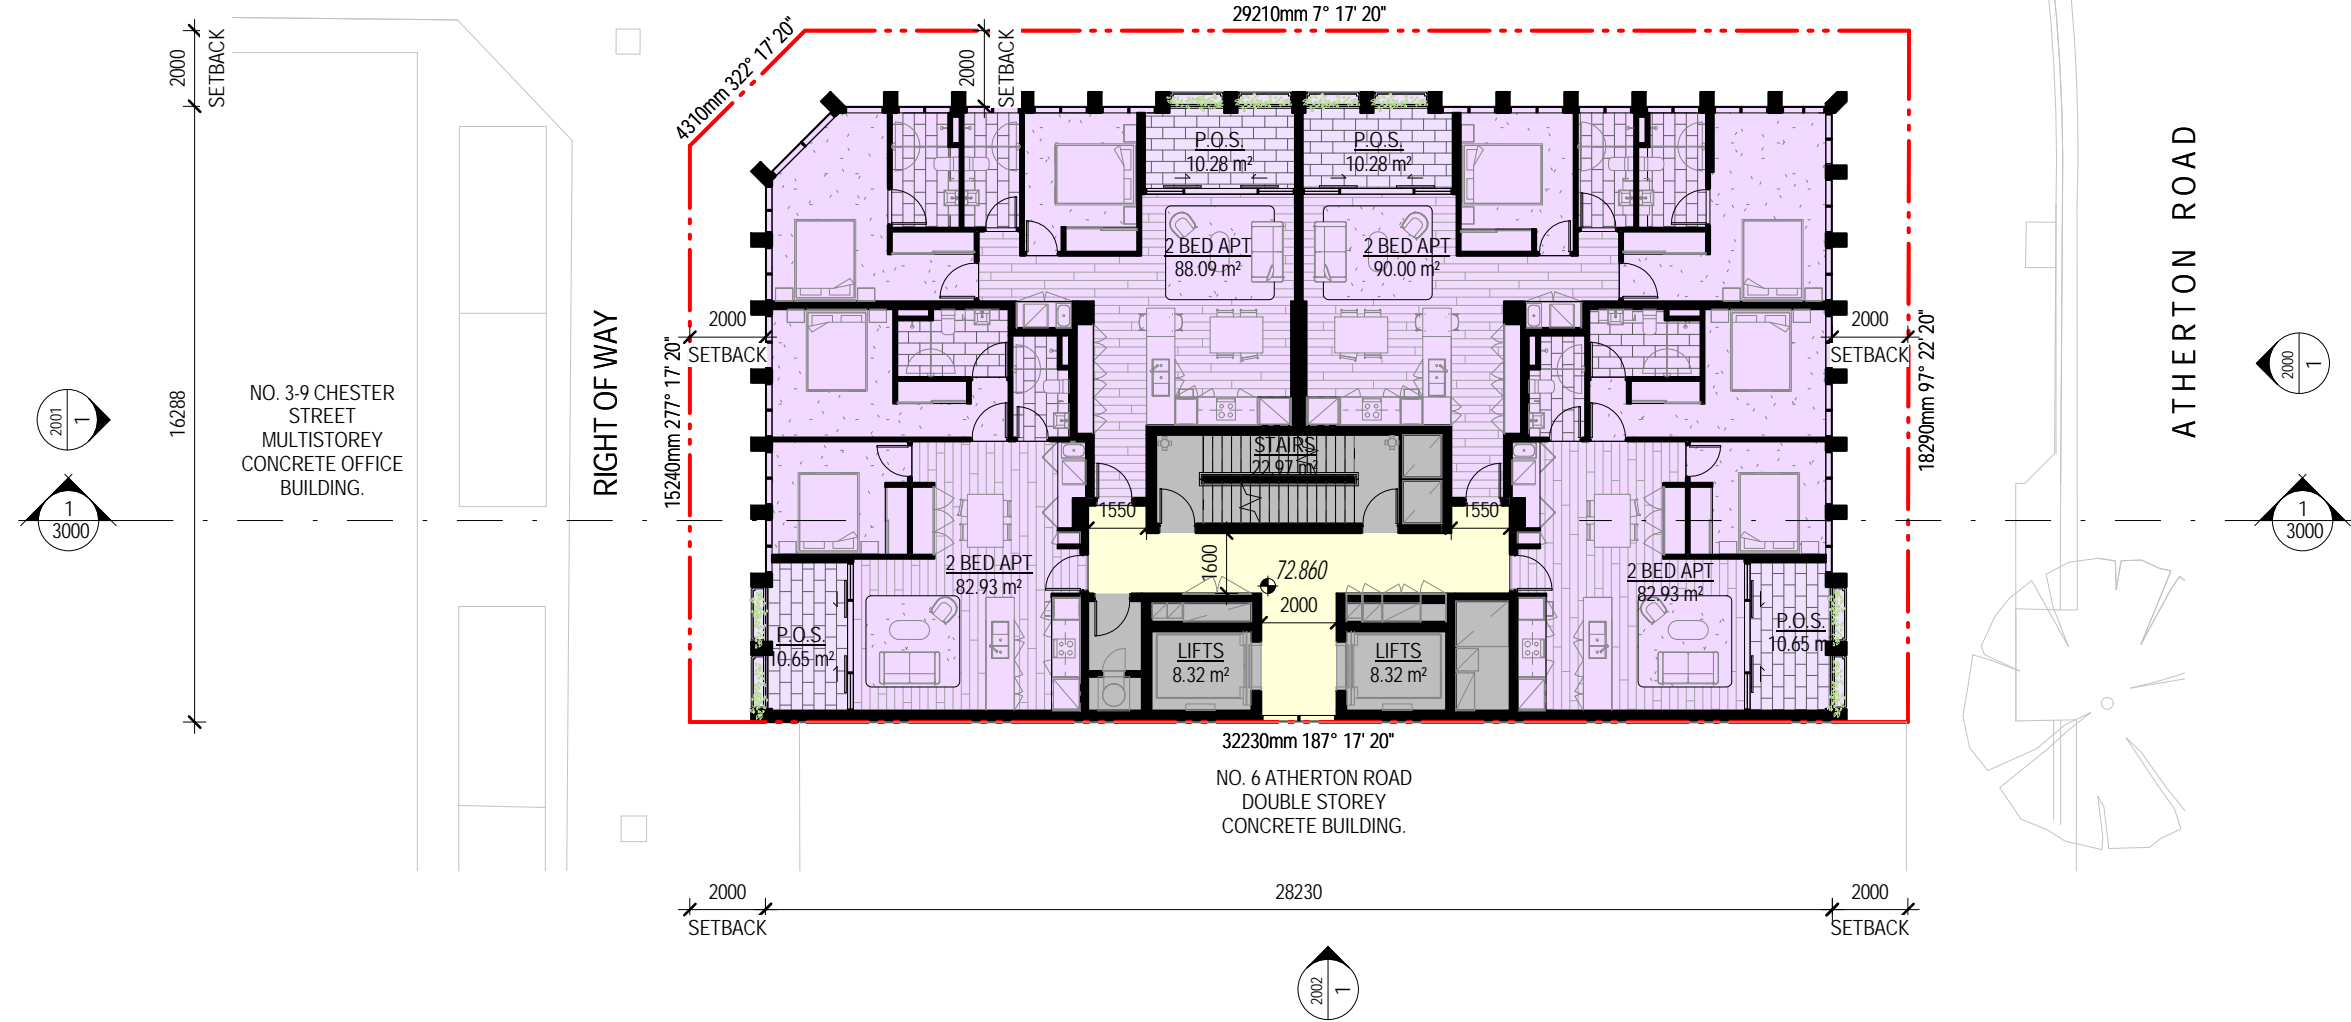 29210mm 7° 17' 20"
4310mm 322° 17' 20"
2000
SETBACK
2000
SETBACK
P.O.S.
10.28 m²
P.O.S.
10.28 m²
ATHERTON ROAD
2 BED APT
88.09 m²
2 BED APT
90.00 m²
2000
SETBACK
2000
SETBACK
15240mm 277° 17' 20"
18290mm 97° 22' 20"
RIGHT OF WAY
16288
NO. 3-9 CHESTER
STREET
MULTISTOREY
CONCRETE OFFICE
BUILDING.
2001
1
2000
1
1
3000
1
3000
STAIRS
22.97 m²
1550
1550
1600
72.860
2000
2 BED APT
82.93 m²
2 BED APT
82.93 m²
P.O.S.
10.65 m²
P.O.S.
10.65 m²
LIFTS
8.32 m²
LIFTS
8.32 m²
32230mm 187° 17' 20"
NO. 6 ATHERTON ROAD
DOUBLE STOREY
CONCRETE BUILDING.
2000
SETBACK
28230
2000
SETBACK
2002
1